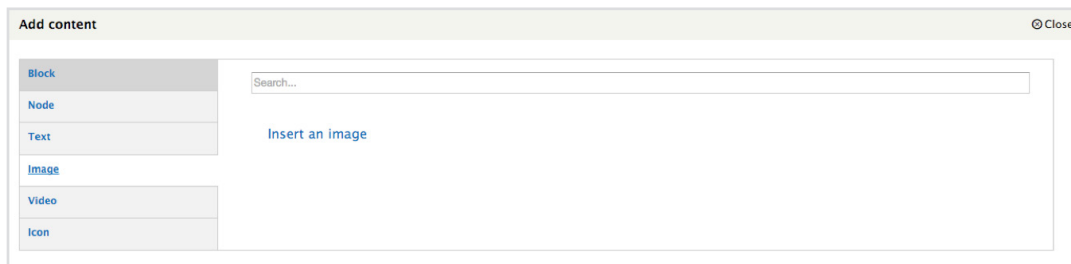 Add content
Close
Block
Search...
Node
Text
Insert an image
Image
Video
Icon